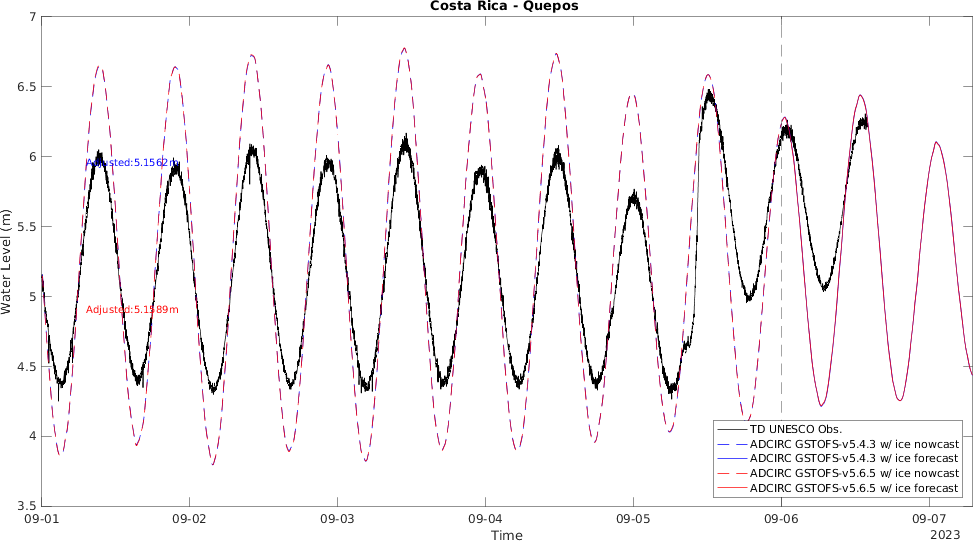 Costa Rica - Quepos
7
6.5
6
5.5
5
4.5
4
3.5
Water Level (m)
Adjusted:5.1562m
Adjusted:5.1589m
TD UNESCO Obs.
ADCIRC GSTOFS-v5.4.3 w/ ice nowcast
ADCIRC GSTOFS-v5.4.3 w/ ice forecast
ADCIRC GSTOFS-v5.6.5 w/ ice nowcast
ADCIRC GSTOFS-v5.6.5 w/ ice forecast
09-01 09-02 09-03 09-04 09-05 09-06 09-07
Time
2023